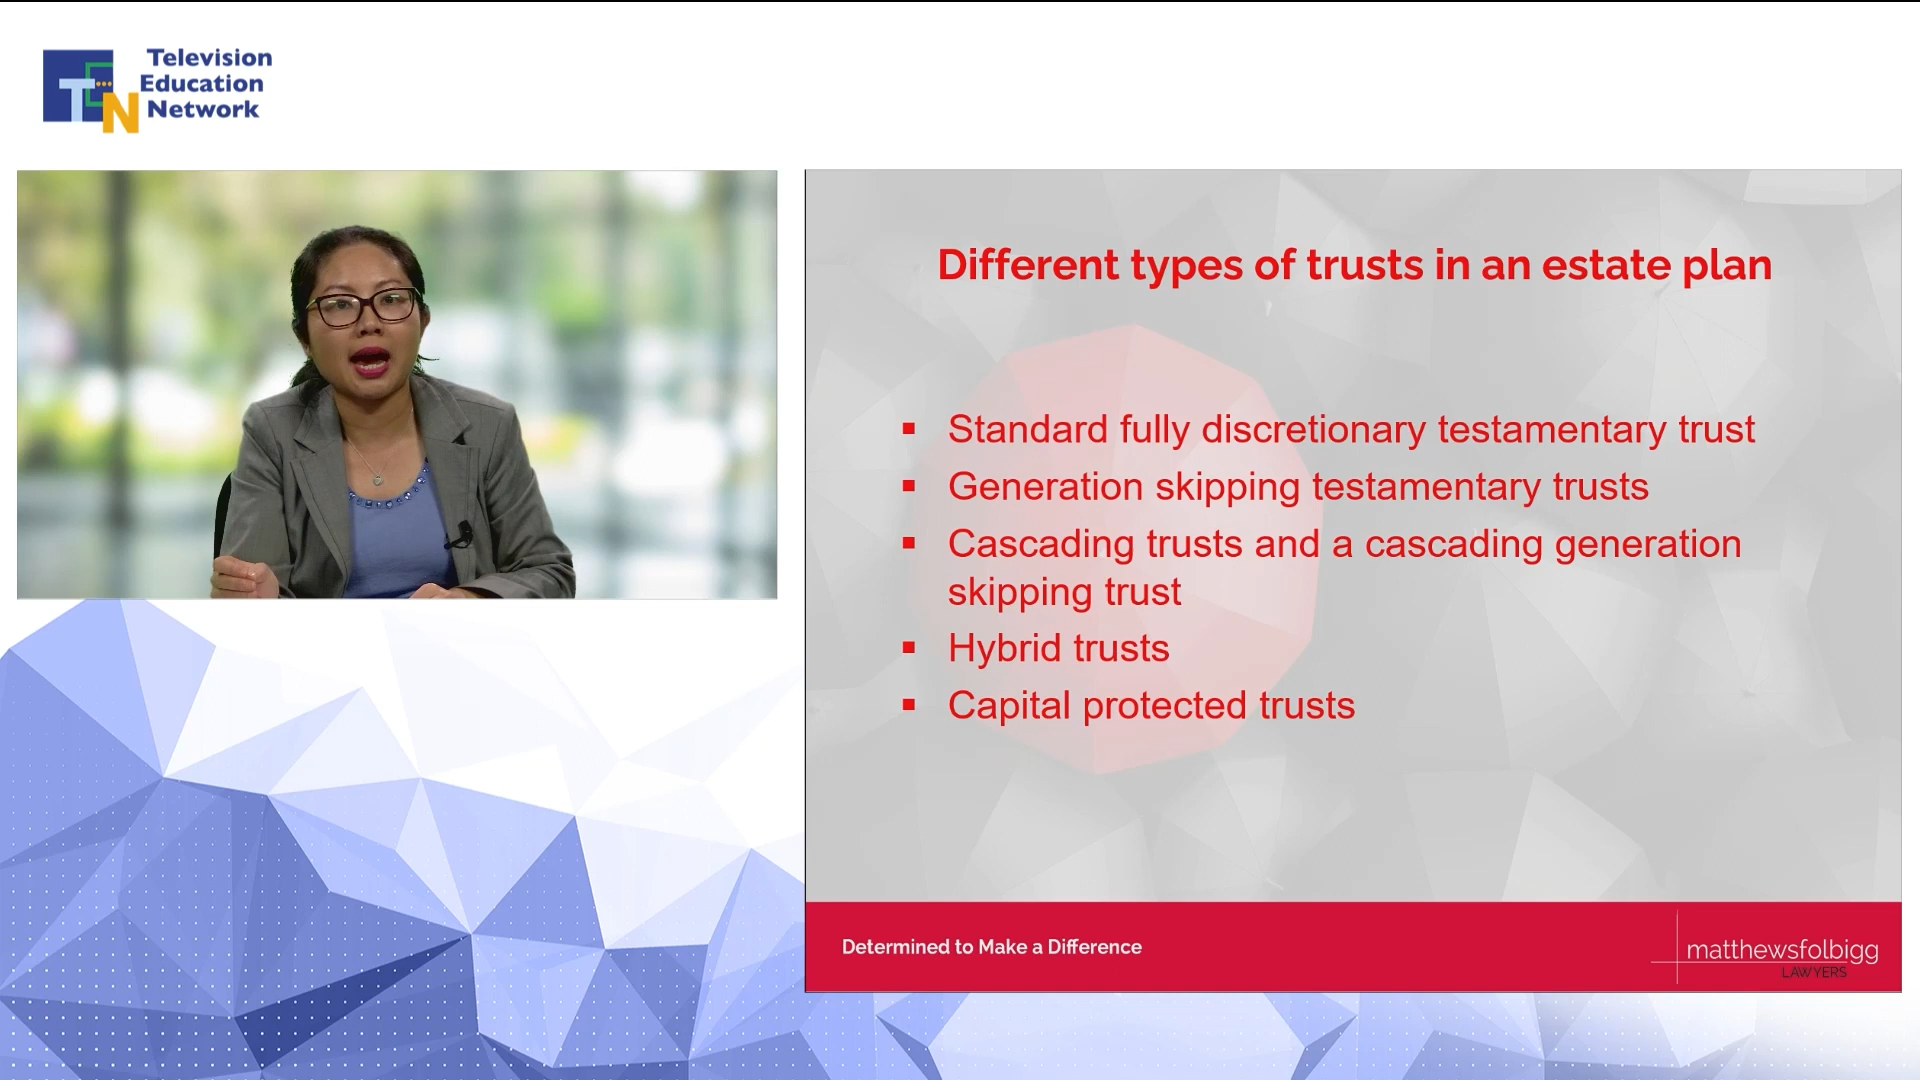 Television
Education
Network
TEN
Different types of trusts in an estate plan
▪ Standard fully discretionary testamentary trust
▪ Generation skipping testamentary trusts
▪ Cascading trusts and a cascading generation
skipping trust
▪ Hybrid trusts
▪ Capital protected trusts
Determined to Make a Difference
matthewsfolbigg
LAWYERS